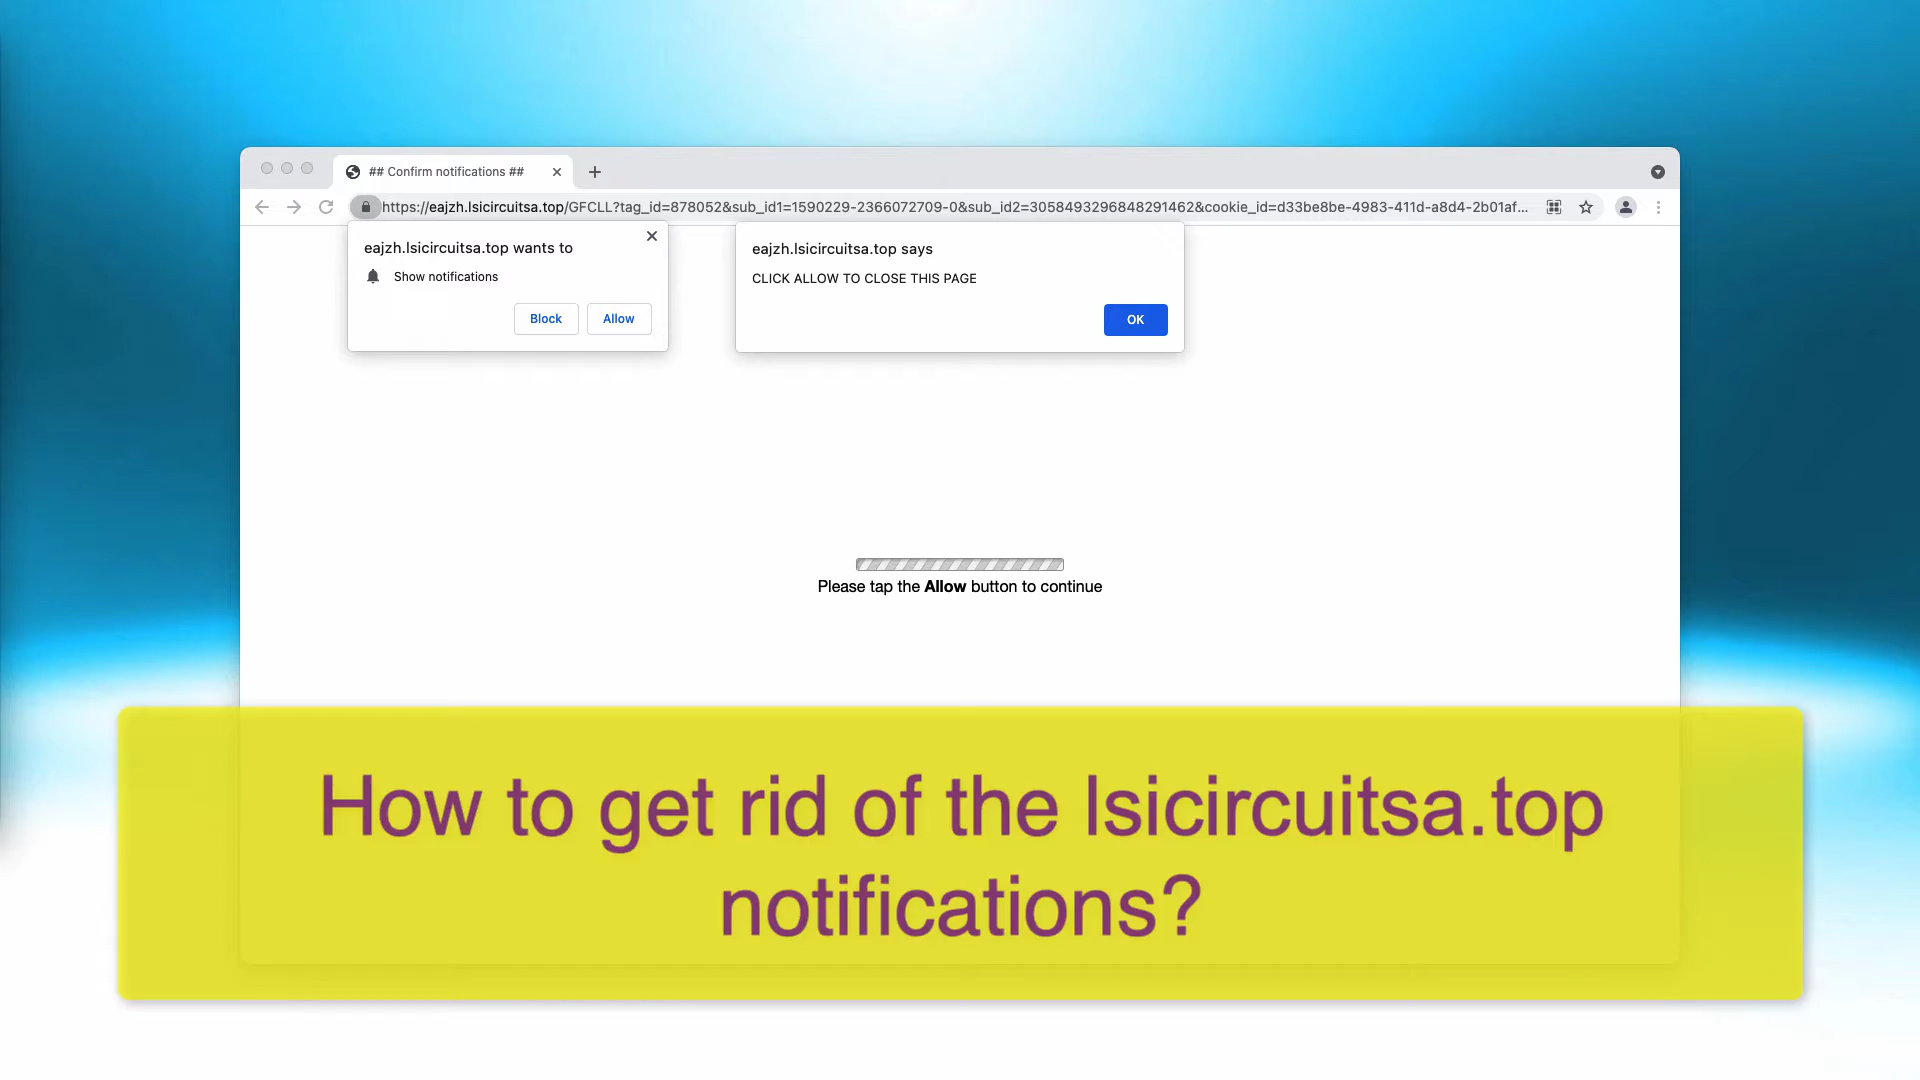 ## Confirm notifications ##
https://eajzh.lsicircuitsa.top/GFCLL?tag_id=878052&sub_id1=1590229-2366072709-0&sub_id2=3058493296848291462&cookie_id=d33be8be-4983-411d-a8d4-2b01af...
eajzh.lsicircuitsa.top wants to
Show notifications
Block
Allow
eajzh.lsicircuitsa.top says
CLICK ALLOW TO CLOSE THIS PAGE
OK
Please tap the Allow button to continue
How to get rid of the lsicircuitsa.top
notifications?